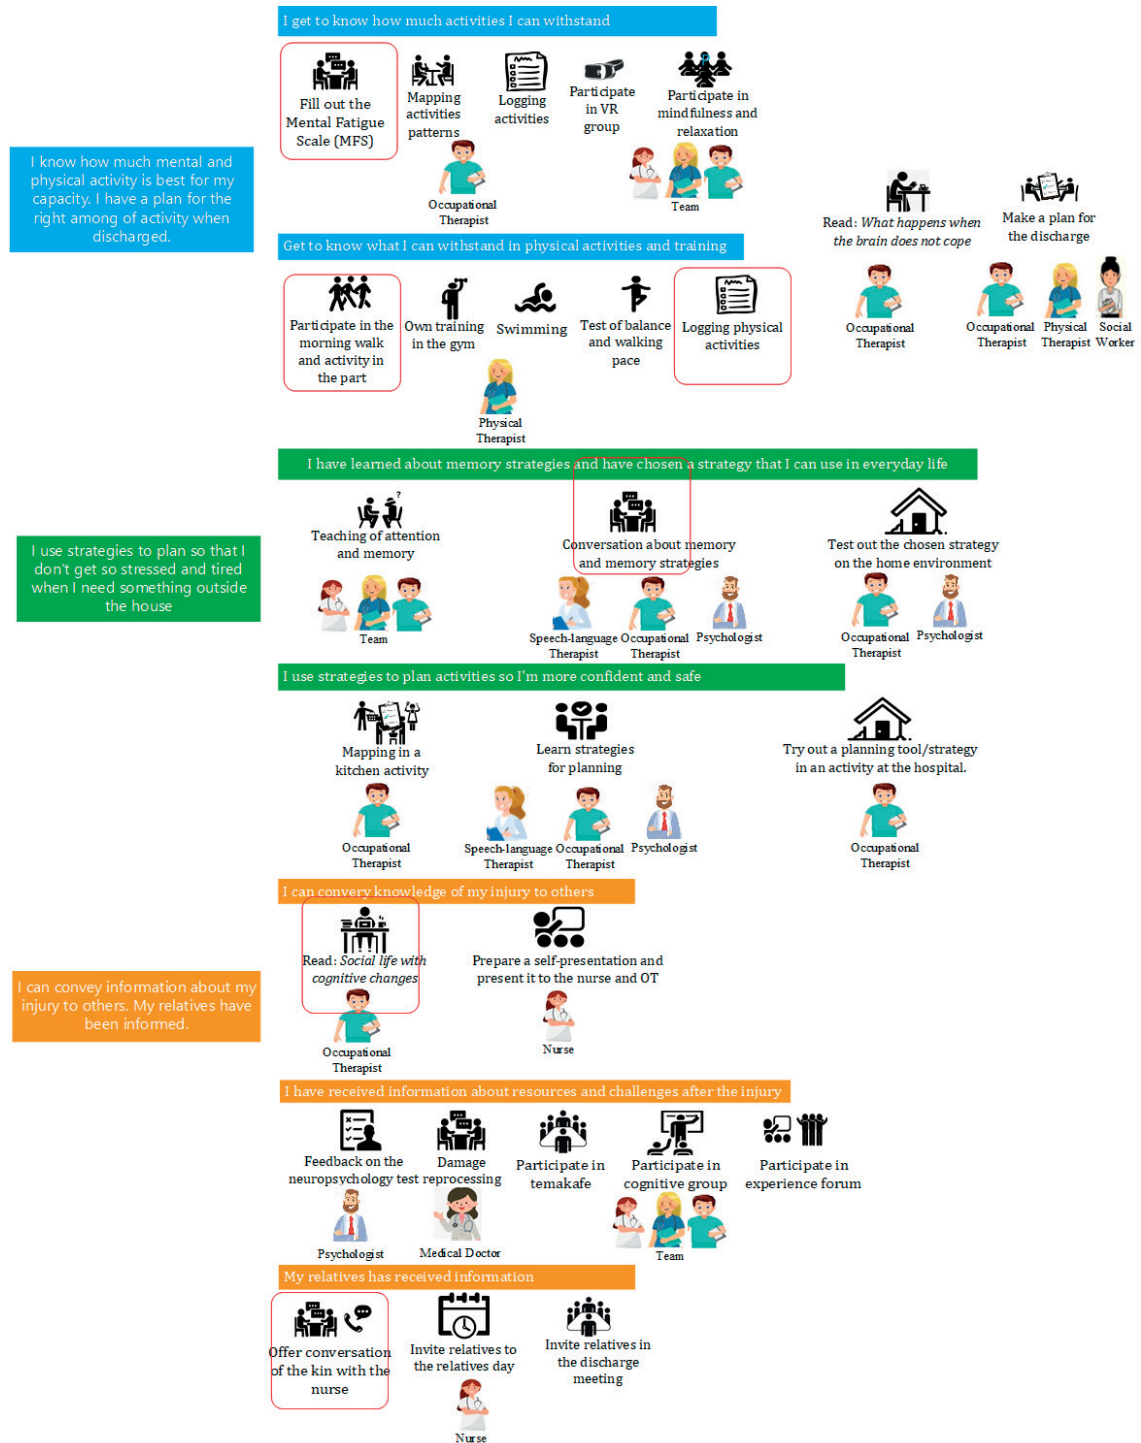 I get to know how much activities I can withstand
Fill out the
Mental Fatigue
Scale (MFS)
Mapping
activities
patterns
Logging
activities
Participate
in VR
group
Participate in
mindfulness and
relaxation
Occupational
Therapist
Team
I know how much mental and
physical activity is best for my
capacity. I have a plan for the
right among of activity when
discharged.
Read: What happens when
the brain does not cope
Make a plan for
the discharge
Occupational
Therapist
Occupational
Therapist
Physical
Therapist
Social
Worker
Get to know what I can withstand in physical activities and training
Participate in the
morning walk
and activity in
the part
Own training
in the gym
Swimming
Test of balance
and walking
pace
Logging physical
activities
Physical
Therapist
I have learned about memory strategies and have chosen a strategy that I can use in everyday life
?
Teaching of attention
and memory
Conversation about memory
and memory strategies
Test out the chosen strategy
on the home environment
I use strategies to plan so that I
don't get so stressed and tired
when I need something outside
the house
Team
Speech-language
Therapist
Occupational
Therapist
Psychologist
Occupational
Therapist
Psychologist
I use strategies to plan activities so I'm more confident and safe
Mapping in a
kitchen activity
Learn strategies
for planning
Try out a planning tool/strategy
in an activity at the hospital.
Occupational
Therapist
Speech-language
Therapist
Occupational
Therapist
Psychologist
Occupational
Therapist
I can convery knowledge of my injury to others
Read: Social life with
cognitive changes
Prepare a self-presentation and
present it to the nurse and OT
I can convey information about my
injury to others. My relatives have
been informed.
Occupational
Therapist
Nurse
I have received information about resources and challenges after the injury
Feedback on the
neuropsychology test
Damage
reprocessing
Participate in
temakafe
Participate in
cognitive group
Participate in
experience forum
Psychologist
Medical Doctor
Team
My relatives has received information
Offer conversation
of the kin with the
nurse
Invite relatives to
the relatives day
Invite relatives in
the discharge
meeting
Nurse